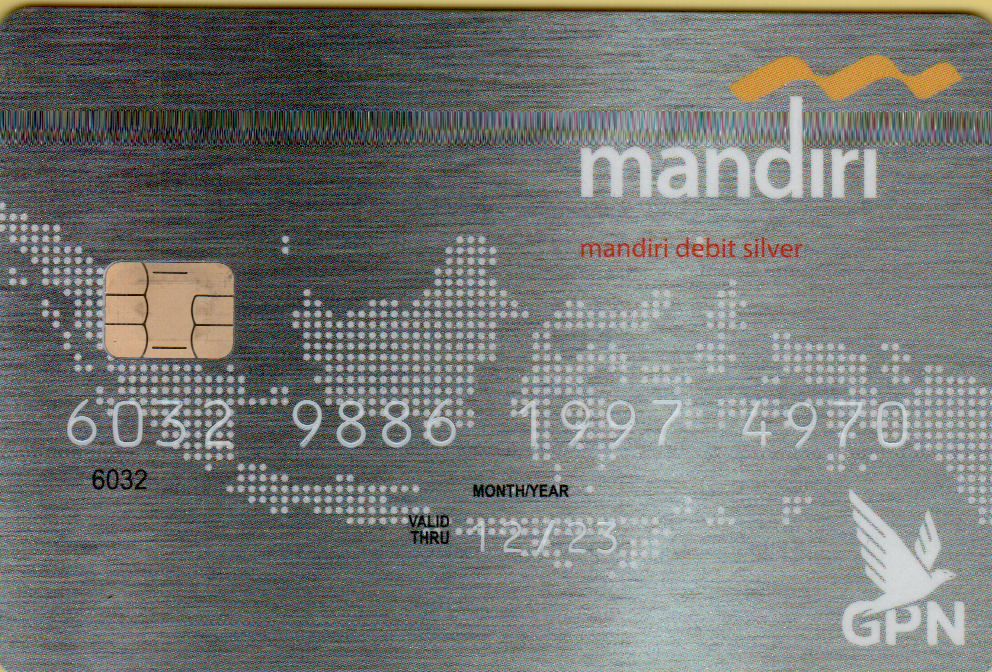 mandiri
mandiri debit silver
6032 9886 1997 4970
6032
MONTH/YEAR
VALID
THRU
12/23
GPN